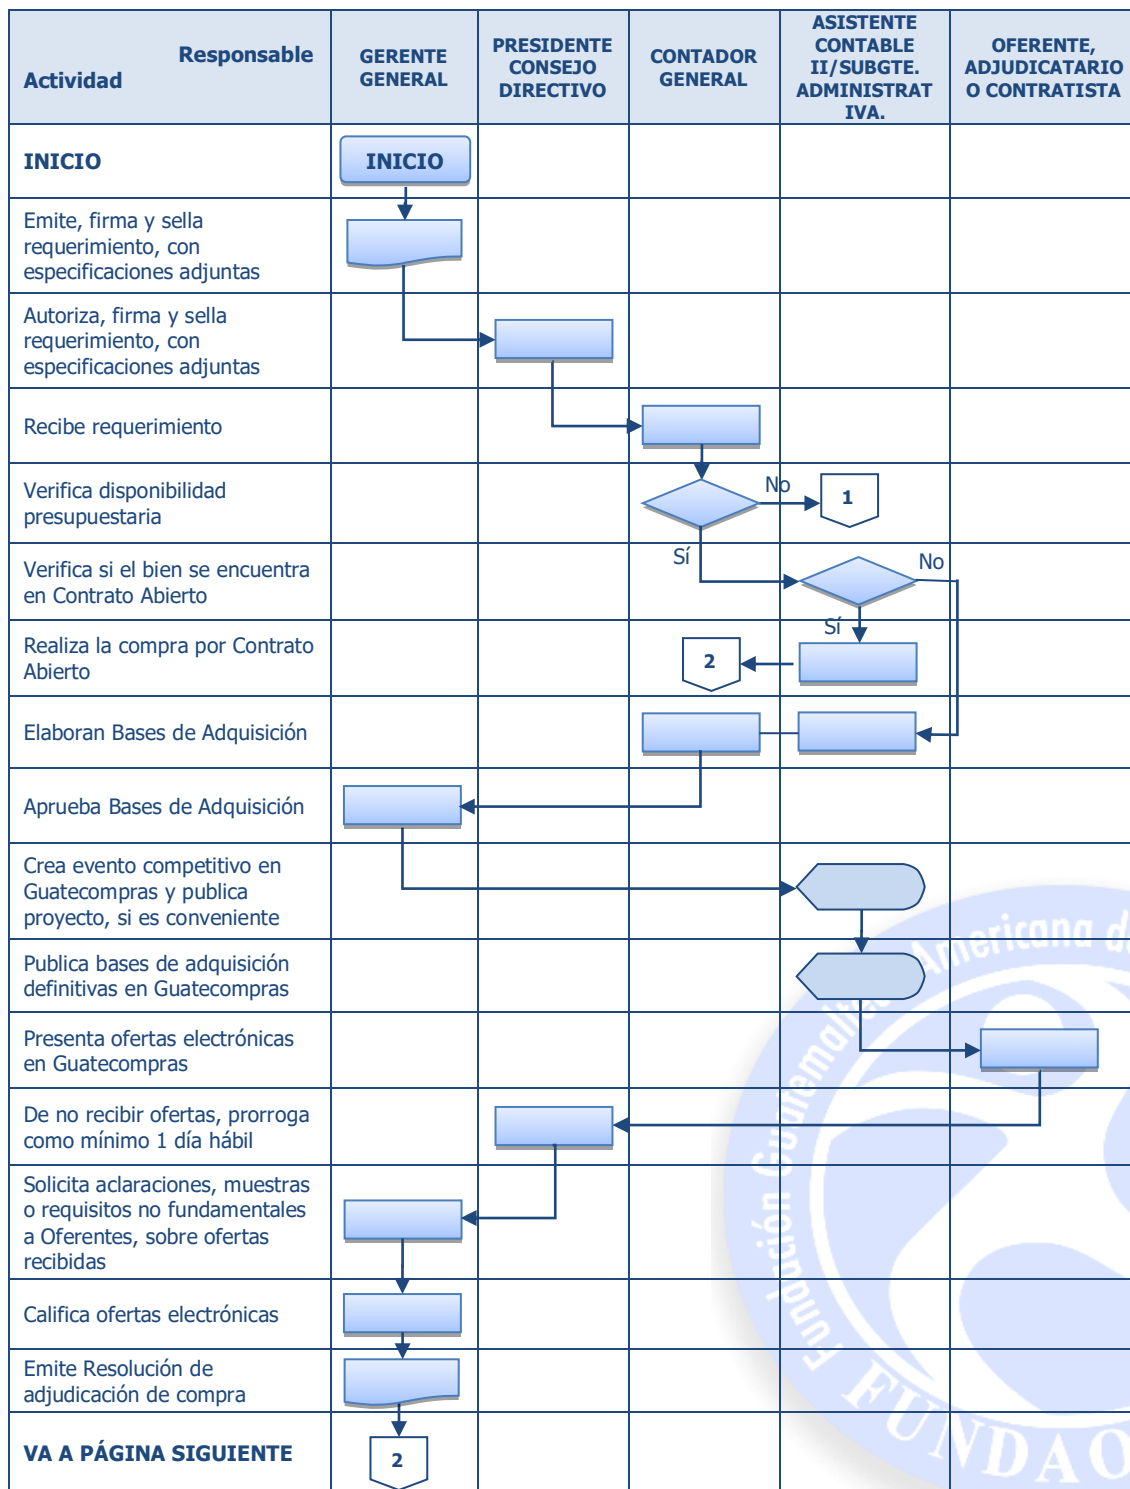 Responsable
Actividad
GERENTE
GENERAL
PRESIDENTE
CONSEJO
DIRECTIVO
CONTADOR
GENERAL
ASISTENTE
CONTABLE
II/SUBGTE.
ADMINISTRAT
IVA.
OFERENTE,
ADJUDICATARIO
O CONTRATISTA
INICIO
INICIO
Emite, firma y sella
requerimiento, con
especificaciones adjuntas
Autoriza, firma y sella
requerimiento, con
especificaciones adjuntas
Recibe requerimiento
Verifica disponibilidad
presupuestaria
No
1
Sí
Verifica si el bien se encuentra
en Contrato Abierto
No
Sí
Realiza la compra por Contrato
Abierto
2
Elaboran Bases de Adquisición
Aprueba Bases de Adquisición
Crea evento competitivo en
Guatecompras y publica
proyecto, si es conveniente
Publica bases de adquisición
definitivas en Guatecompras
Presenta ofertas electrónicas
en Guatecompras
De no recibir ofertas, prorroga
como mínimo 1 día hábil
Solicita aclaraciones, muestras
o requisitos no fundamentales
a Oferentes, sobre ofertas
recibidas
Califica ofertas electrónicas
Emite Resolución de
adjudicación de compra
VA A PÁGINA SIGUIENTE
2
Fundación
FUNDAO